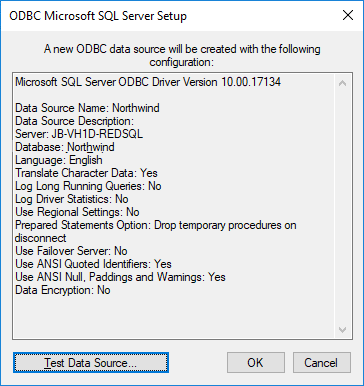 ODBC Microsoft SQL Server Setup
A new ODBC data source will be created with the following
configuration:
Microsoft SQL Server ODBC Driver Version 10.00.17134
Data Source Name: Northwind
Data Source Description:
Server: JB-VH1D-REDSQL
Database: Northwind
Language: English
Translate Character Data: Yes
Log Long Running Queries: No
Log Driver Statistics: No
Use Regional Settings: No
Prepared Statements Option: Drop temporary procedures on
disconnect
Use Failover Server: No
Use ANSI Quoted Identifiers: Yes
Use ANSI Null, Paddings and Warnings: Yes
Data Encryption: No
Test Data Source...
OK
Cancel